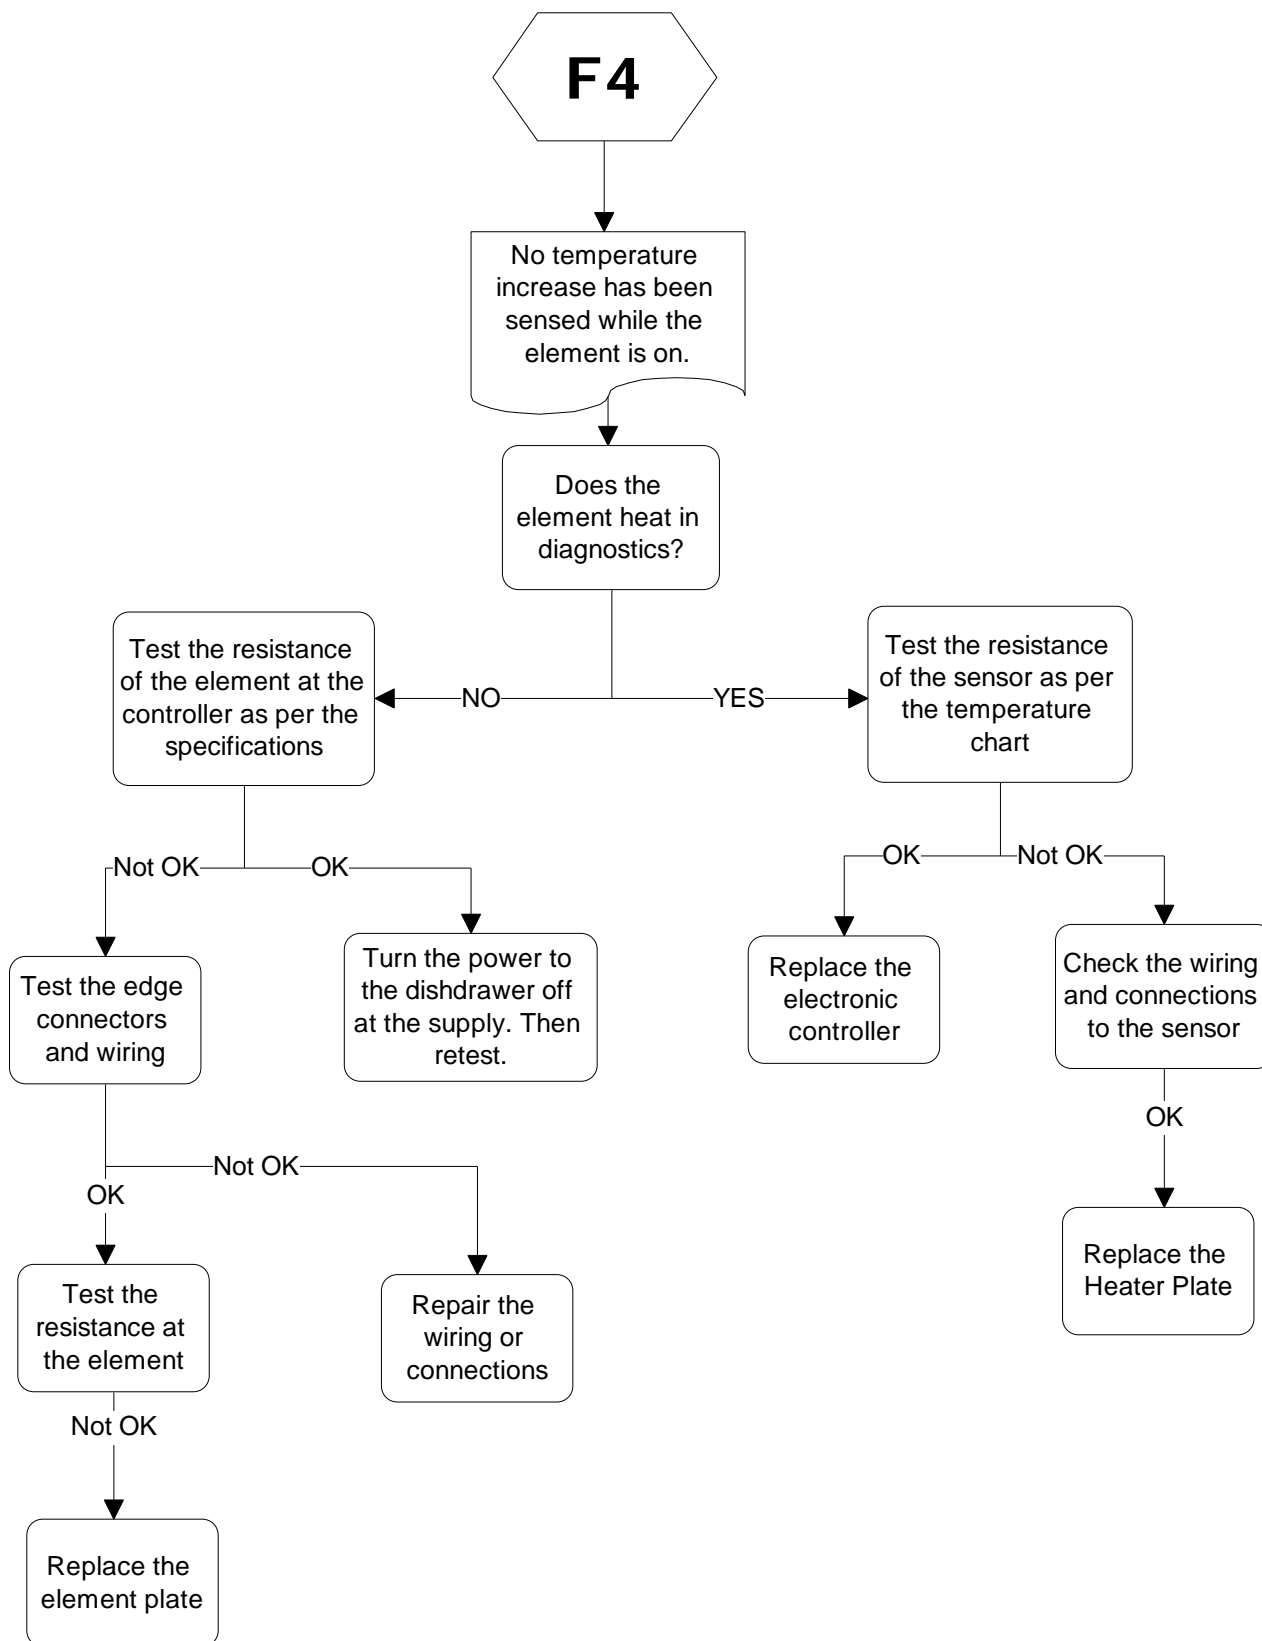 F4
No temperature
increase has been
sensed while the
element is on.
Does the
element heat in
diagnostics?
Test the resistance
of the element at the
controller as per the
specifications
NO
YES
Test the resistance
of the sensor as per
the temperature
chart
Not OK
OK
OK
Not OK
Test the edge
connectors
and wiring
Turn the power to
the dishdrawer off
at the supply. Then
retest.
Replace the
electronic
controller
Check the wiring
and connections
to the sensor
Not OK
OK
OK
Test the
resistance at
the element
Repair the
wiring or
connections
Replace the
Heater Plate
Not OK
Replace the
element plate